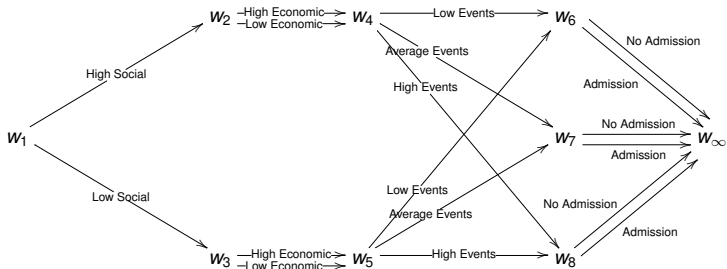 w2
High Economic
Low Economic
w4
Low Events
w6
No Admission
Average Events
Admission
High Social
High Events
w1
w7
No Admission
Admission
w∞
Low Social
Low Events
Average Events
No Admission
Admission
w3
High Economic
Low Economic
w5
High Events
w8